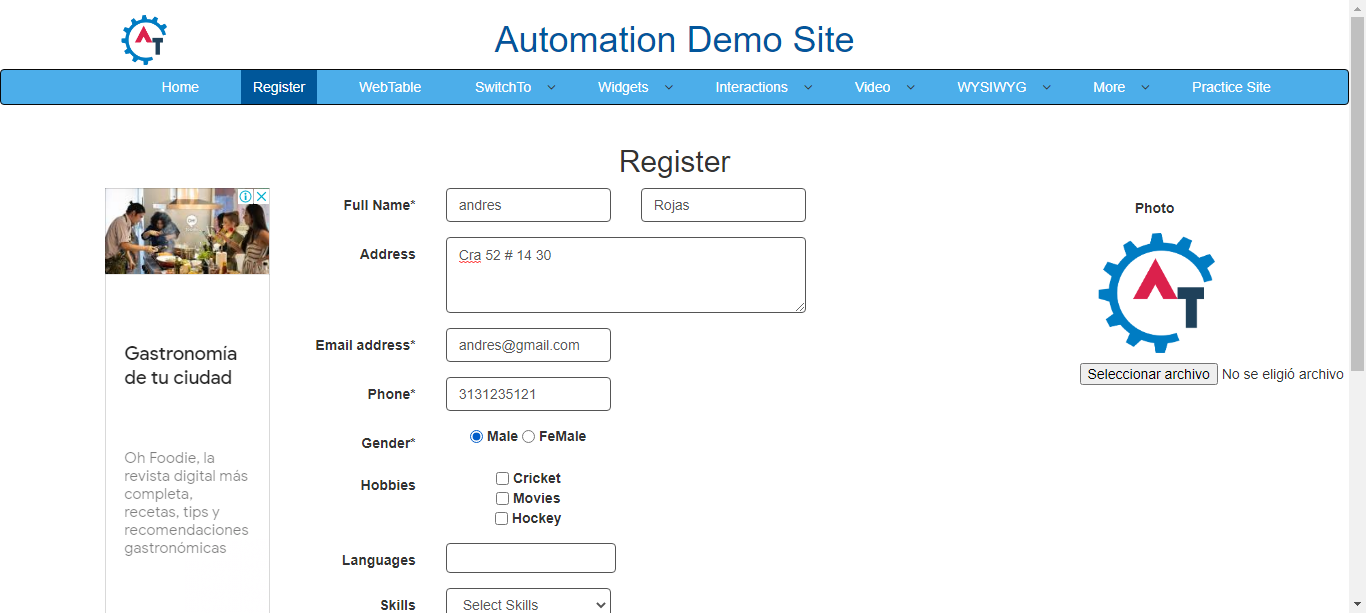 AT
Automation Demo Site
Home Register WebTable SwitchTo Widgets Interactions Video WYSIWYG More Practice Site
Register
Full Name* andres Rojas
Photo
Address Cra 52 # 14 30
AT
Gastronomía
de tu ciudad
Email address* andres@gmail.com
Seleccionar archivo No se eligió archivo
Phone* 3131235121
Gender* Male FeMale
Oh Foodie, la
revista digital más
completa,
recetas, tips y
recomendaciones
gastronómicas
Hobbies Cricket
Movies
Hockey
Languages
Skills Select Skills